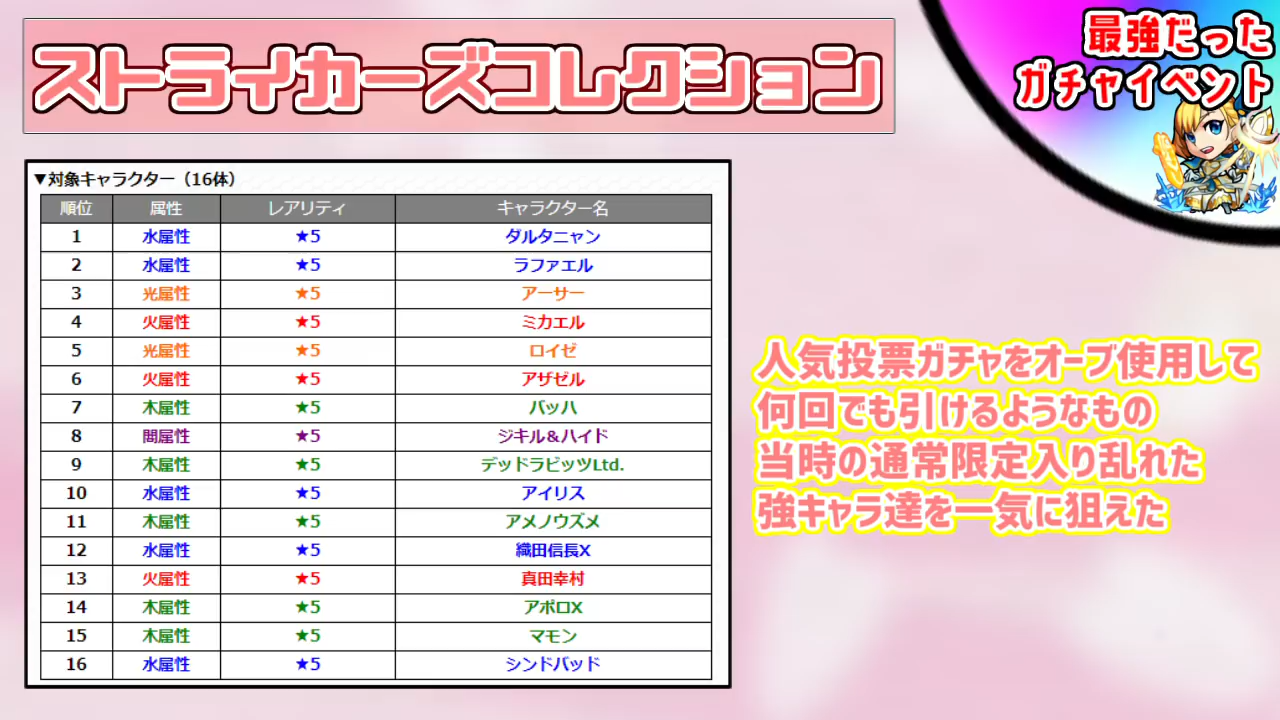 ストライカーズコレクション
最強だった
ガチャイベント
▼対象キャラクター（16体）
順位 属性 レアリティ キャラクター名
1 水属性 ★5 ダルタニャン
2 水属性 ★5 ラファエル
3 光属性 ★5 アーサー
4 火属性 ★5 ミカエル
5 光属性 ★5 ロイゼ
6 火属性 ★5 アザゼル
7 木属性 ★5 バッハ
8 闇属性 ★5 ジキル&ハイド
9 木属性 ★5 デッドラビッツLtd.
10 水属性 ★5 アイリス
11 木属性 ★5 アメノウズメ
12 水属性 ★5 織田信長X
13 火属性 ★5 真田幸村
14 木属性 ★5 アポロX
15 木属性 ★5 マモン
16 水属性 ★5 シンドバッド
人気投票ガチャをオーブ使用して
何回でも引けるようなもの
当時の通常限定入り乱れた
強キャラ達を一気に狙えた